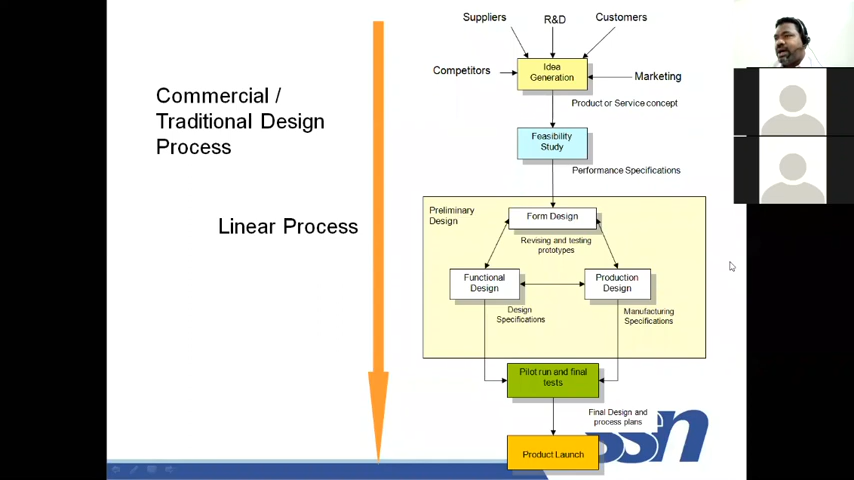 Commercial /
Traditional Design
Process
Linear Process
Suppliers
R&D
Customers
Competitors
Idea
Generation
Marketing
Product or Service concept
Feasibility
Study
Performance Specifications
Preliminary
Design
Form Design
Revising and testing
prototypes
Functional
Design
Production
Design
Design
Specifications
Manufacturing
Specifications
Pilot run and final
tests
Final Design and
process plans
ssn
Product Launch